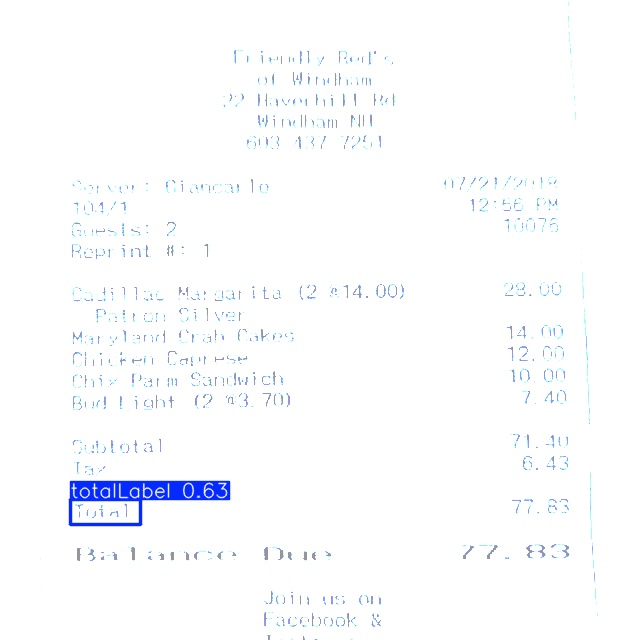 Friendly Red's
of Windham
22 Haverhill Rd
Windham NH
603 437 7251
Server: Giancarlo 07/21/2018
104/1 12:56 PM
Guests: 2 10076
Reprint #: 1
Cadillac Margarita (2 @14.00) 28.00
Patron Silver
Maryland Crab Cakes 14.00
Chicken Caprese 12.00
Chix Parm Sandwich 10.00
Bud Light (2 @3.70) 7.40
Subtotal 71.40
Tax 6.43
totalLabel 0.63
Total 77.83
Balance Due 77.83
Join us on
Facebook &